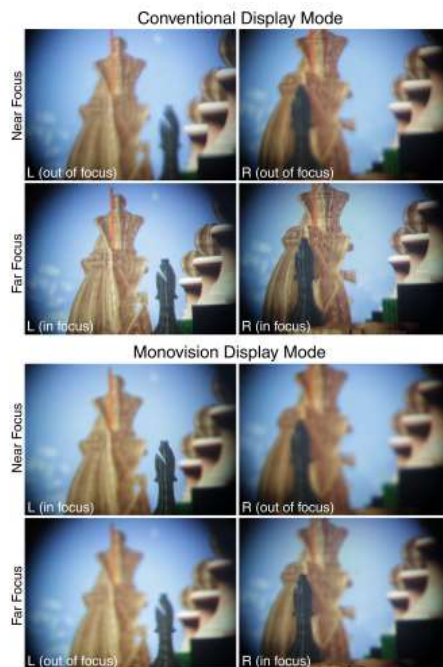 Conventional Display Mode
Near Focus
L (out of focus)
R (out of focus)
Far Focus
L (in focus)
R (in focus)
Monovision Display Mode
Near Focus
L (in focus)
R (out of focus)
Far Focus
L (out of focus)
R (in focus)